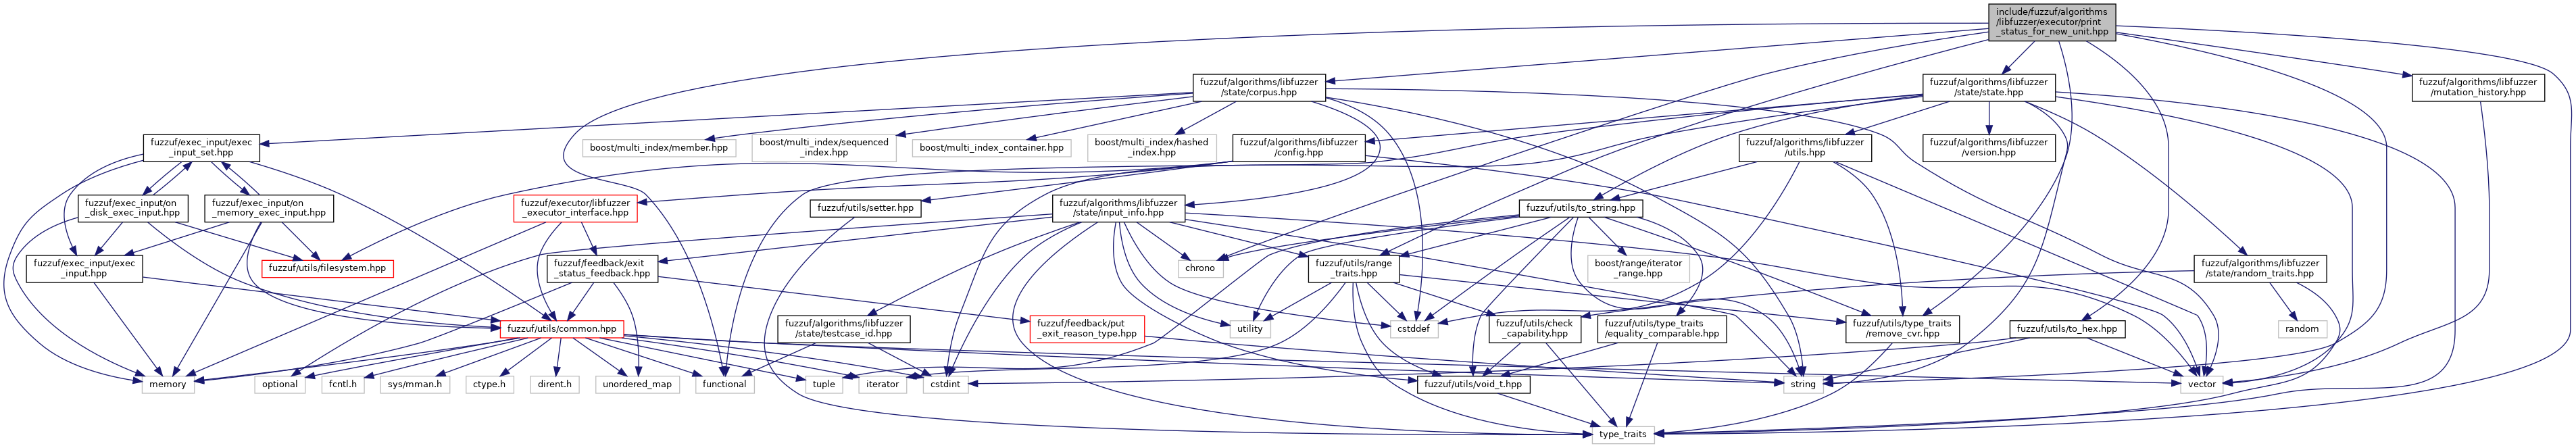 include/fuzzuf/algorithms
/libfuzzer/executor/print
_status_for_new_unit.hpp
fuzzuf/algorithms/libfuzzer
/state/corpus.hpp
fuzzuf/algorithms/libfuzzer
/state/state.hpp
fuzzuf/algorithms/libfuzzer
/mutation_history.hpp
fuzzuf/exec_input/exec
_input_set.hpp
boost/multi_index/member.hpp
boost/multi_index/sequenced
_index.hpp
boost/multi_index_container.hpp
boost/multi_index/hashed
_index.hpp
fuzzuf/algorithms/libfuzzer
/config.hpp
fuzzuf/algorithms/libfuzzer
/utils.hpp
fuzzuf/algorithms/libfuzzer
/version.hpp
fuzzuf/exec_input/on
_disk_exec_input.hpp
fuzzuf/exec_input/on
_memory_exec_input.hpp
fuzzuf/executor/libfuzzer
_executor_interface.hpp
fuzzuf/utils/setter.hpp
fuzzuf/algorithms/libfuzzer
/state/input_info.hpp
fuzzuf/utils/to_string.hpp
fuzzuf/exec_input/exec
_input.hpp
fuzzuf/utils/filesystem.hpp
fuzzuf/feedback/exit
_status_feedback.hpp
chrono
fuzzuf/utils/range
_traits.hpp
boost/range/iterator
_range.hpp
fuzzuf/algorithms/libfuzzer
/state/random_traits.hpp
fuzzuf/utils/common.hpp
fuzzuf/algorithms/libfuzzer
/state/testcase_id.hpp
fuzzuf/feedback/put
_exit_reason_type.hpp
utility
cstddef
fuzzuf/utils/check
_capability.hpp
fuzzuf/utils/type_traits
/equality_comparable.hpp
fuzzuf/utils/type_traits
/remove_cvr.hpp
fuzzuf/utils/to_hex.hpp
random
memory
optional
fcntl.h
sys/mman.h
ctype.h
dirent.h
unordered_map
functional
tuple
iterator
cstdint
fuzzuf/utils/void_t.hpp
string
vector
type_traits